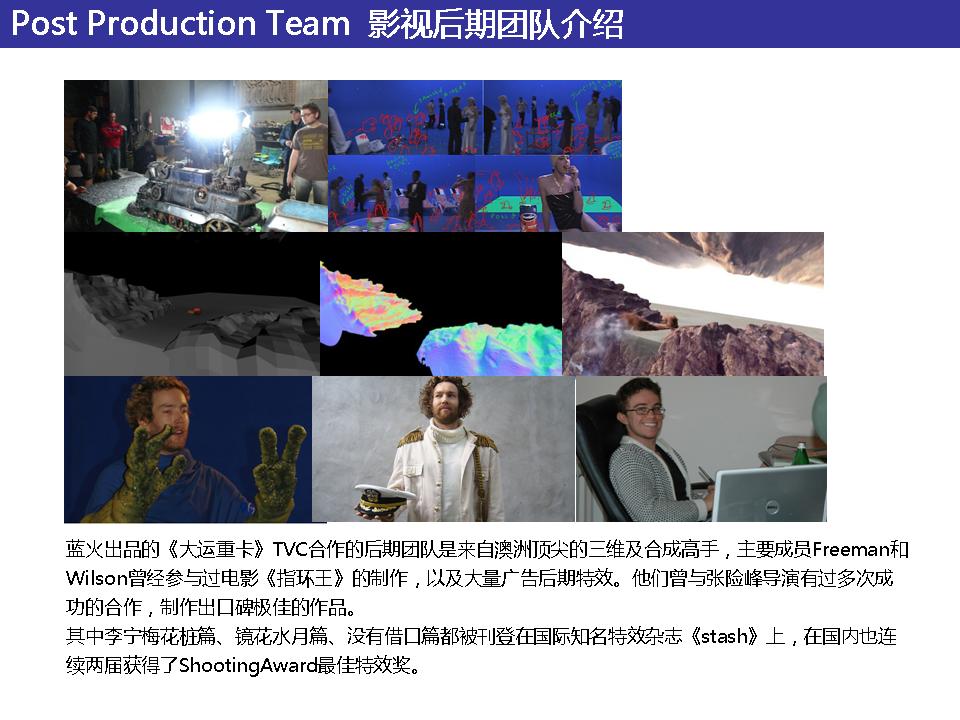 Post Production Team 影视后期团队介绍
蓝火出品的《大运重卡》TVC合作的后期团队是来自澳洲顶尖的三维及合成高手，主要成员Freeman和
Wilson曾经参与过电影《指环王》的制作，以及大量广告后期特效。他们曾与张险峰导演有过多次成
功的合作，制作出口碑极佳的作品。
其中李宁梅花桩篇、镜花水月篇、没有借口篇都被刊登在国际知名特效杂志《stash》上，在国内也连
续两届获得了ShootingAward最佳特效奖。